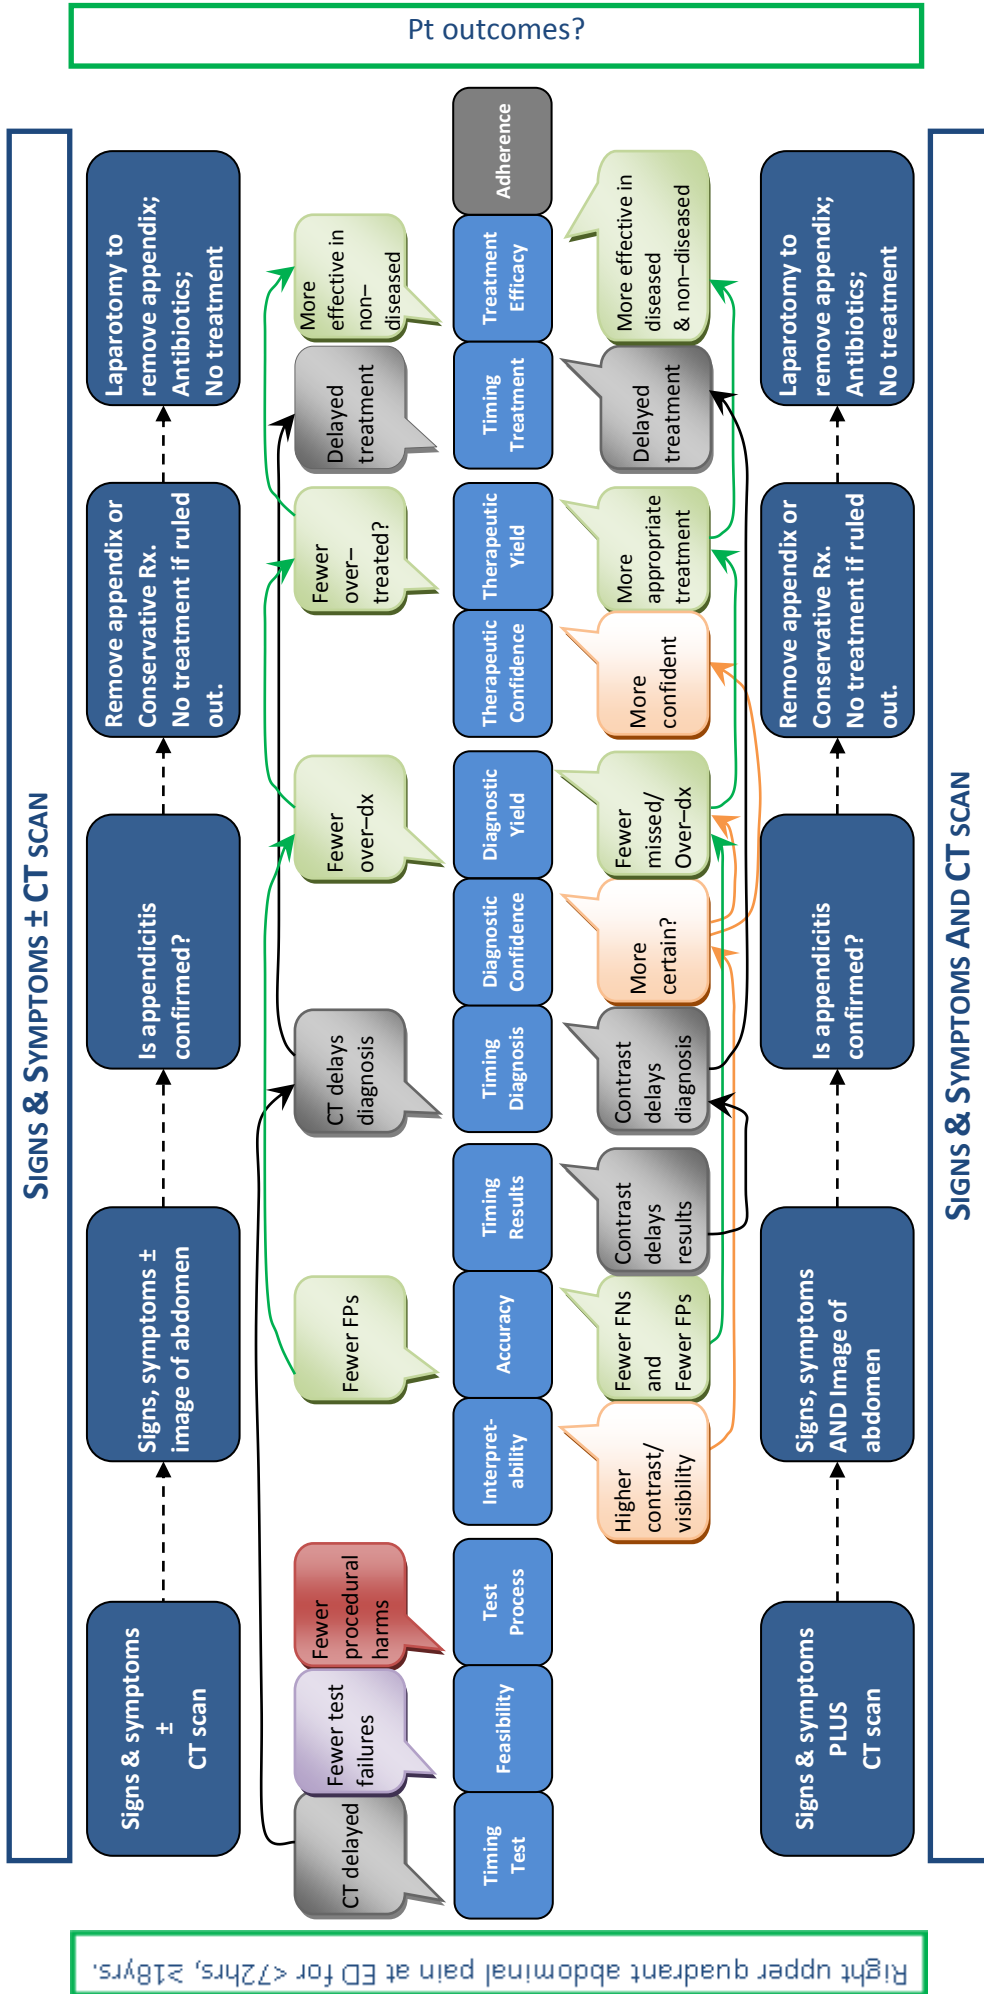 Right upper quadrant abdominal pain at ED for <72hrs, ≥18yrs.
SIGNS & SYMPTOMS ± CT SCAN
Signs & symptoms
±
CT scan
Signs, symptoms ±
image of abdomen
Is appendicitis
confirmed?
Remove appendix or
Conservative Rx.
No treatment if ruled
out.
Laparotomy to
remove appendix;
Antibiotics;
No treatment
CT delayed
Fewer test
failures
Fewer
procedural
harms
Fewer FPs
CT delays
diagnosis
Fewer
over–dx
Fewer
over–
treated?
Delayed
treatment
More
effective in
non–
diseased
Timing
Test
Feasibility
Test
Process
Interpret-
ability
Accuracy
Timing
Results
Timing
Diagnosis
Diagnostic
Confidence
Diagnostic
Yield
Therapeutic
Confidence
Therapeutic
Yield
Timing
Treatment
Treatment
Efficacy
Adherence
Higher
contrast/
visibility
Fewer FNs
and
Fewer FPs
Contrast
delays
results
Contrast
delays
diagnosis
More
certain?
Fewer
missed/
Over–dx
More
confident
More
appropriate
treatment
Delayed
treatment
More effective in
diseased
& non–diseased
Signs & symptoms
PLUS
CT scan
Signs, symptoms
AND Image of
abdomen
Is appendicitis
confirmed?
Remove appendix or
Conservative Rx.
No treatment if ruled
out.
Laparotomy to
remove appendix;
Antibiotics;
No treatment
SIGNS & SYMPTOMS AND CT SCAN
Pt outcomes?